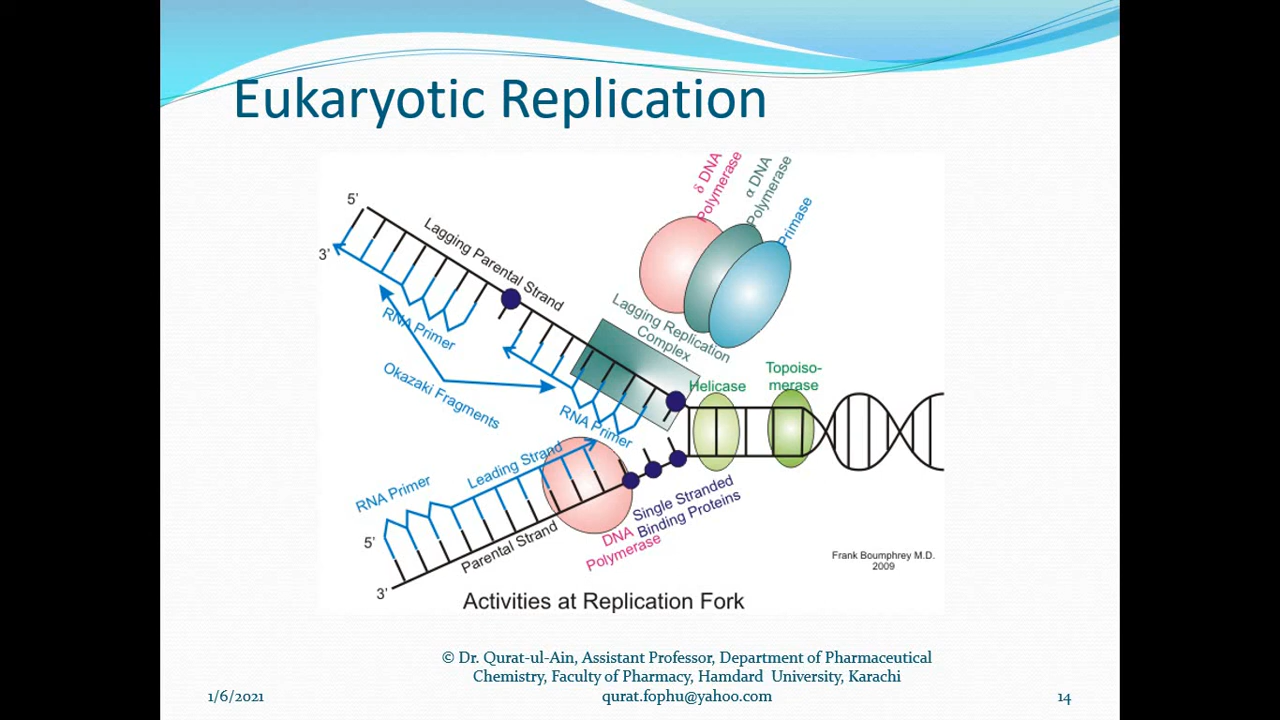 Eukaryotic Replication
δ DNA
Polymerase
α DNA
Polymerase
Primase
5'
3'
Lagging Parental Strand
Lagging Replication
Complex
RNA Primer
Okazaki Fragments
RNA Primer
Helicase
Topoiso-
merase
Leading Strand
RNA Primer
5'
3'
Parental Strand
DNA
Polymerase
Single Stranded
Binding Proteins
Frank Boumphrey M.D.
2009
Activities at Replication Fork
© Dr. Qurat-ul-Ain, Assistant Professor, Department of Pharmaceutical
Chemistry, Faculty of Pharmacy, Hamdard University, Karachi
qurat.fophu@yahoo.com
1/6/2021
14